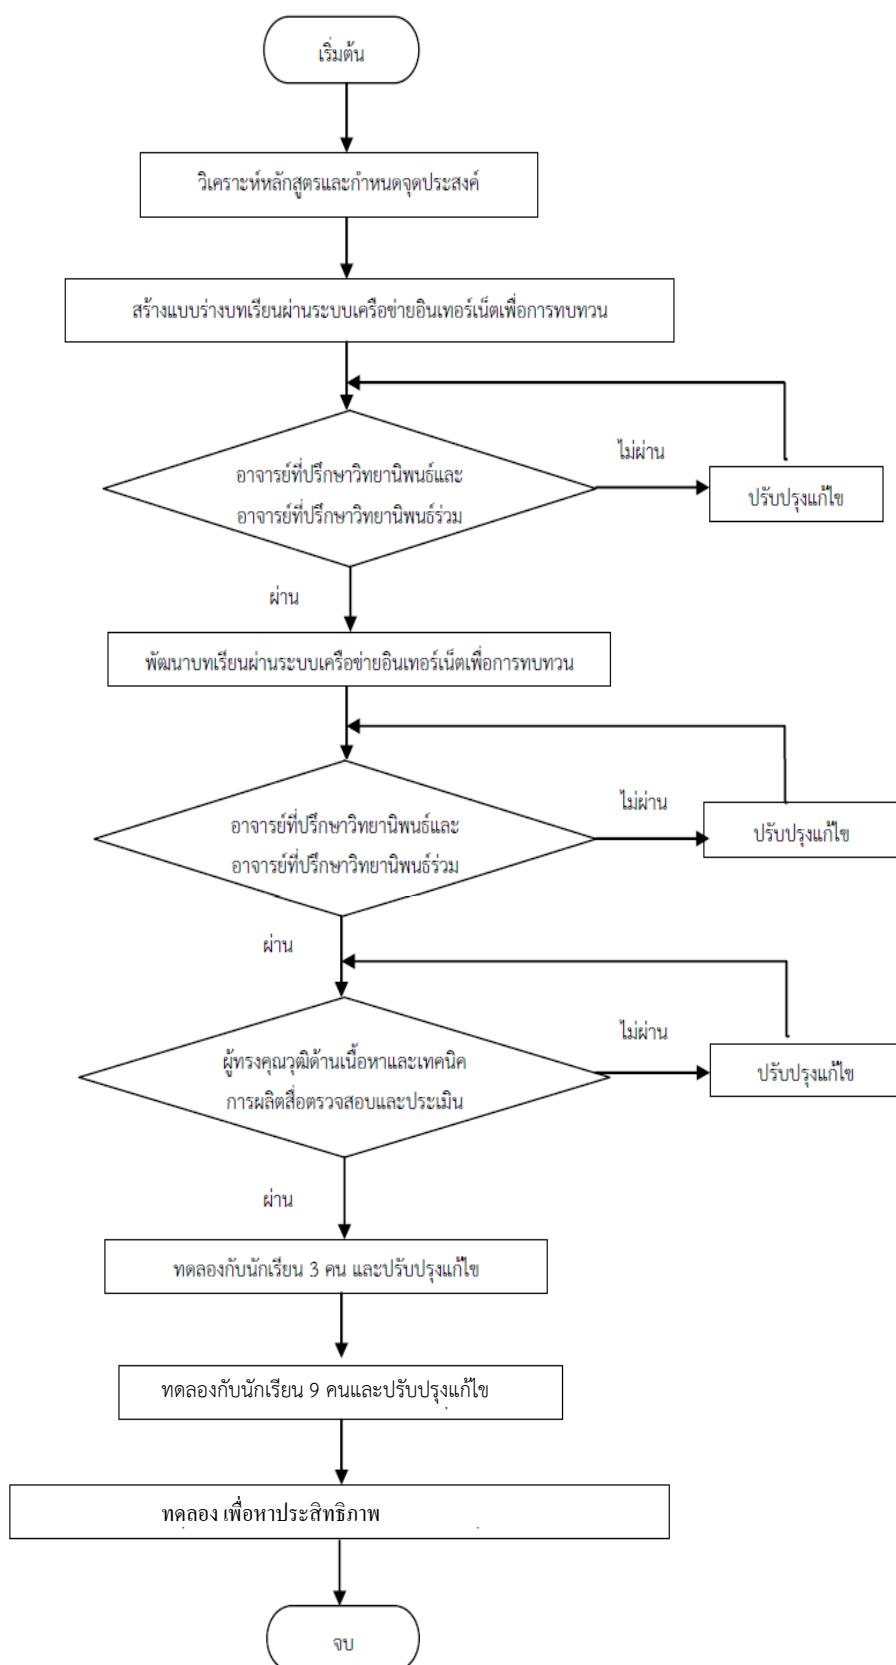 เริ่มต้น
วิเคราะห์หลักสูตรและกำหนดจุดประสงค์
สร้างแบบร่างบทเรียนผ่านระบบเครือข่ายอินเทอร์เน็ตเพื่อการทบทวน
อาจารย์ที่ปรึกษาวิทยานิพนธ์และ
อาจารย์ที่ปรึกษาวิทยานิพนธ์ร่วม
ไม่ผ่าน
ปรับปรุงแก้ไข
ผ่าน
พัฒนาบทเรียนผ่านระบบเครือข่ายอินเทอร์เน็ตเพื่อการทบทวน
อาจารย์ที่ปรึกษาวิทยานิพนธ์และ
อาจารย์ที่ปรึกษาวิทยานิพนธ์ร่วม
ไม่ผ่าน
ปรับปรุงแก้ไข
ผ่าน
ผู้ทรงคุณวุฒิด้านเนื้อหาและเทคนิค
การผลิตสื่อตรวจสอบและประเมิน
ไม่ผ่าน
ปรับปรุงแก้ไข
ผ่าน
ทดลองกับนักเรียน 3 คน และปรับปรุงแก้ไข
ทดลองกับนักเรียน 9 คนและปรับปรุงแก้ไข
ทดลอง เพื่อหาประสิทธิภาพ
จบ